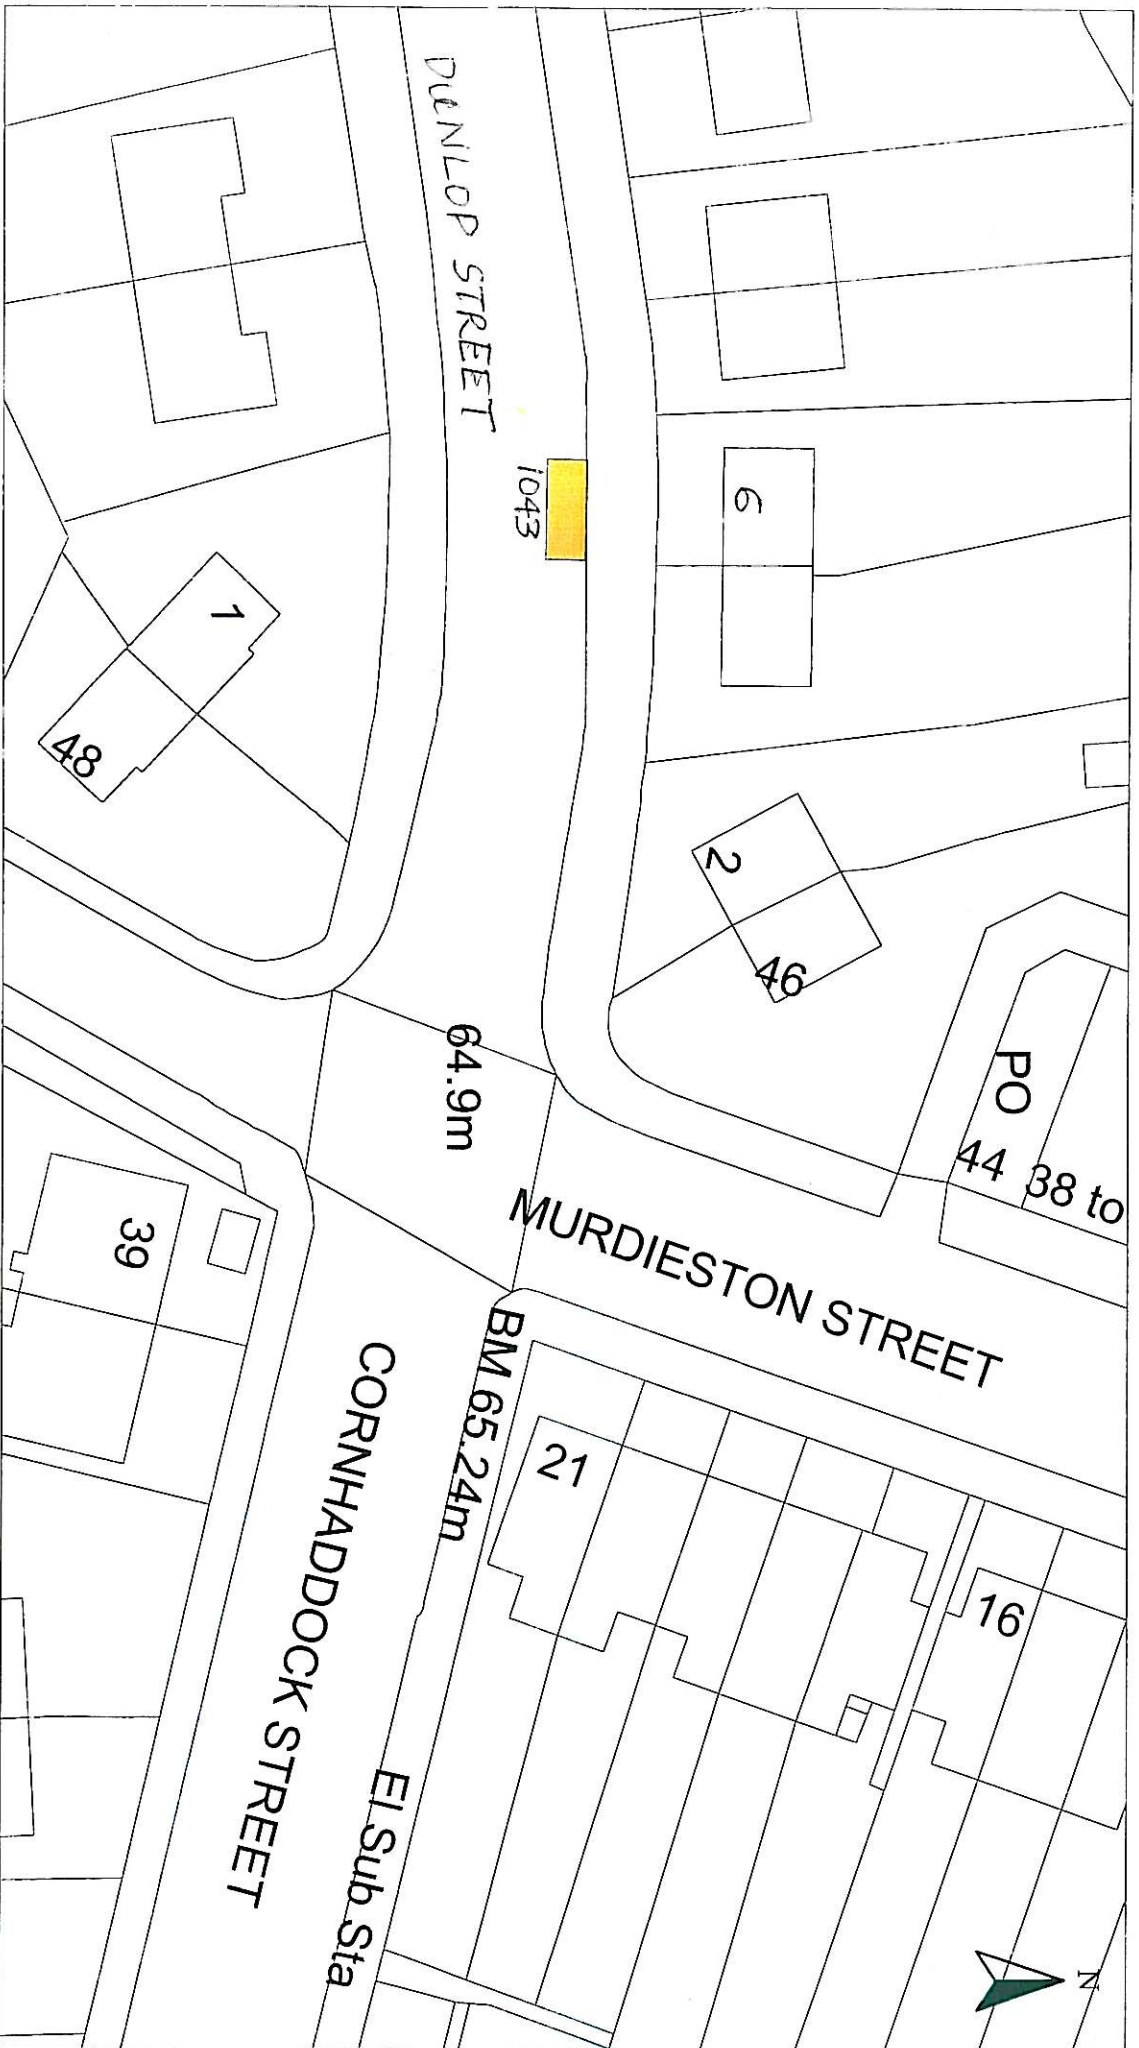 DUNLOP STREET
1043
6
1
48
2
46
PO
44
38 to
64.9m
MURDIESTON STREET
BM 65.24m
39
CORNHADDOCK STREET
21
16
El Sub Sta
N